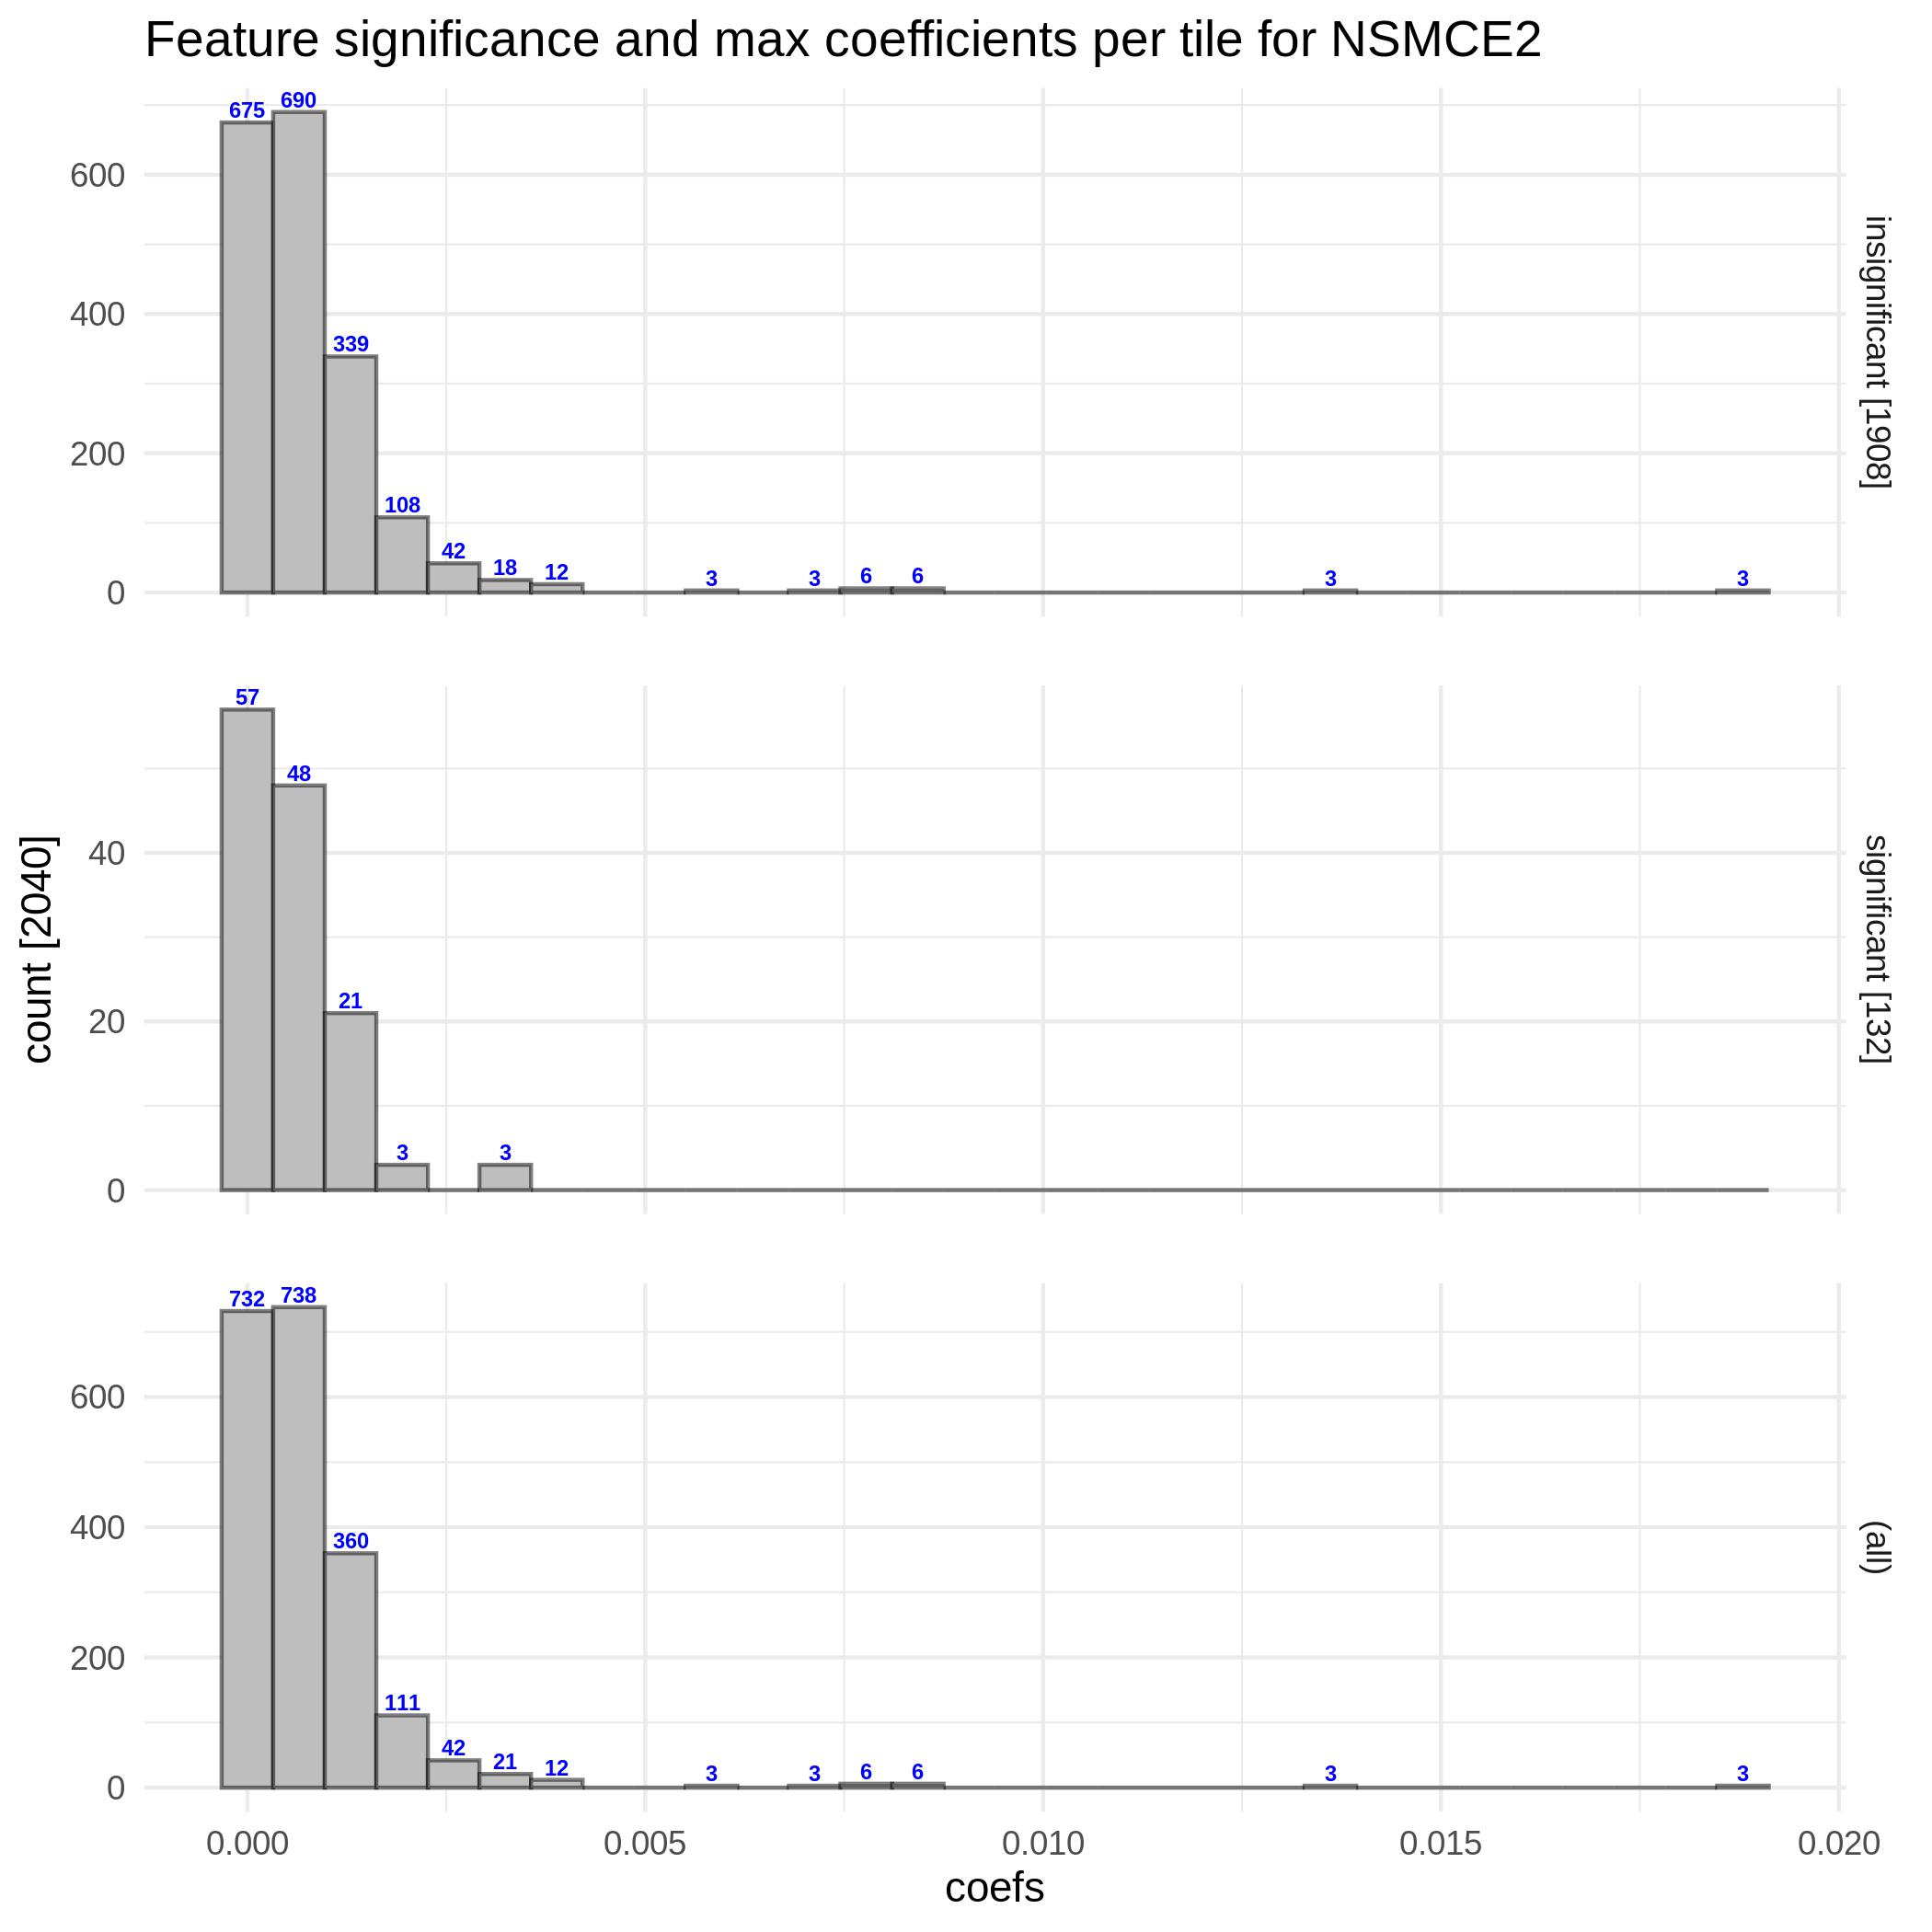 Feature significance and max coefficients per tile for NSMCE2
675 690 339 108 42 18 12 3 3 6 6 3 3
600
400
200
0
insignificant [1908]
57 48 21 3 3
40
20
0
significant [132]
count [2040]
732 738 360 111 42 21 12 3 3 6 6 3 3
600
400
200
0
(all)
0.000 0.005 0.010 0.015 0.020
coefs